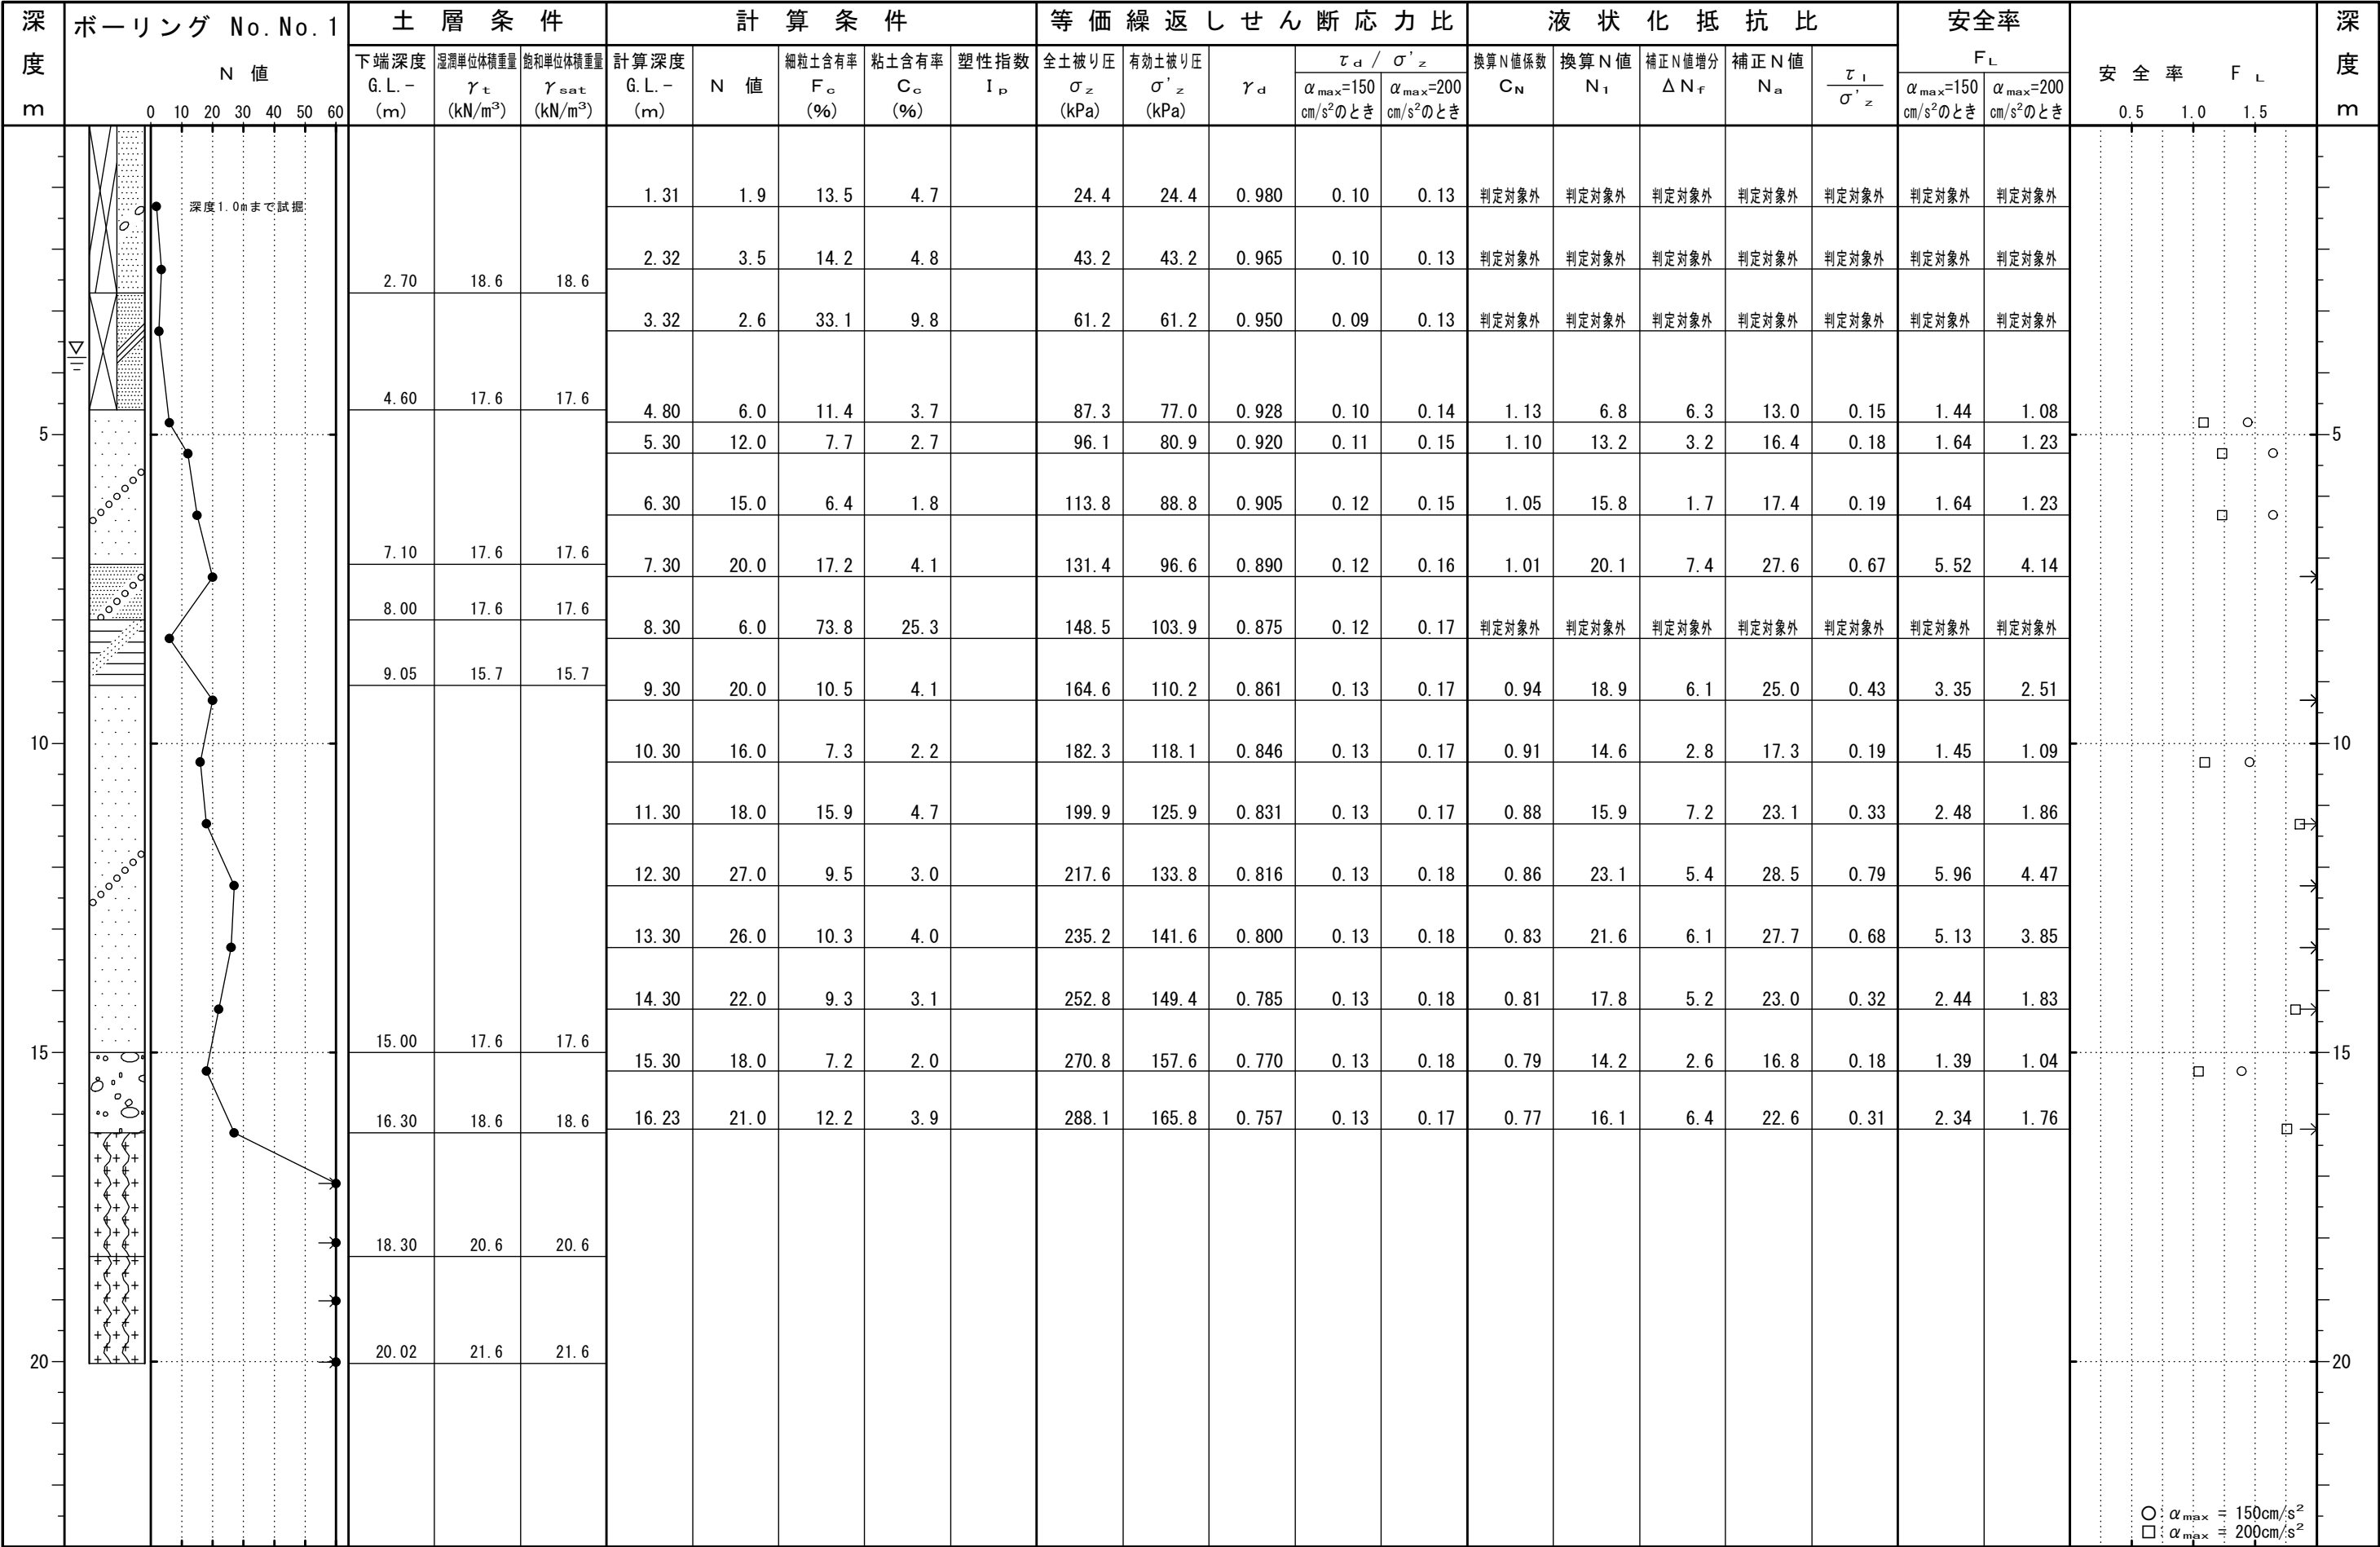 深度m ボーリング No.No.1 土層条件 計算条件 等価繰返しせん断応力比 液状化抵抗比 安全率 深度m
N 値
下端深度 G.L.- (m) 湿潤単位体積重量 γt (kN/m³) 飽和単位体積重量 γsat (kN/m³) 計算深度 G.L.- (m) N 値 細粒土含有率 Fc (%) 粘土含有率 Cc (%) 塑性指数 Ip 全土被り圧 σz (kPa) 有効土被り圧 σ'z (kPa) γd τd / σ'z αmax=150 cm/s²のとき αmax=200 cm/s²のとき 換算N値係数 CN 換算N値 N1 補正N値増分 ΔNf 補正N値 Na τl / σ'z FL αmax=150 cm/s²のとき αmax=200 cm/s²のとき 安全率 FL
0 10 20 30 40 50 60 0.5 1.0 1.5
深度1.0mまで試掘
1.31 1.9 13.5 4.7 24.4 24.4 0.980 0.10 0.13 判定対象外 判定対象外 判定対象外 判定対象外 判定対象外 判定対象外 判定対象外
2.32 3.5 14.2 4.8 43.2 43.2 0.965 0.10 0.13 判定対象外 判定対象外 判定対象外 判定対象外 判定対象外 判定対象外 判定対象外
2.70 18.6 18.6
3.32 2.6 33.1 9.8 61.2 61.2 0.950 0.09 0.13 判定対象外 判定対象外 判定対象外 判定対象外 判定対象外 判定対象外 判定対象外
4.60 17.6 17.6
4.80 6.0 11.4 3.7 87.3 77.0 0.928 0.10 0.14 1.13 6.8 6.3 13.0 0.15 1.44 1.08
5 5.30 12.0 7.7 2.7 96.1 80.9 0.920 0.11 0.15 1.10 13.2 3.2 16.4 0.18 1.64 1.23 5
6.30 15.0 6.4 1.8 113.8 88.8 0.905 0.12 0.15 1.05 15.8 1.7 17.4 0.19 1.64 1.23
7.10 17.6 17.6
7.30 20.0 17.2 4.1 131.4 96.6 0.890 0.12 0.16 1.01 20.1 7.4 27.6 0.67 5.52 4.14
8.00 17.6 17.6
8.30 6.0 73.8 25.3 148.5 103.9 0.875 0.12 0.17 判定対象外 判定対象外 判定対象外 判定対象外 判定対象外 判定対象外 判定対象外
9.05 15.7 15.7
9.30 20.0 10.5 4.1 164.6 110.2 0.861 0.13 0.17 0.94 18.9 6.1 25.0 0.43 3.35 2.51
10 10.30 16.0 7.3 2.2 182.3 118.1 0.846 0.13 0.17 0.91 14.6 2.8 17.3 0.19 1.45 1.09 10
11.30 18.0 15.9 4.7 199.9 125.9 0.831 0.13 0.17 0.88 15.9 7.2 23.1 0.33 2.48 1.86
12.30 27.0 9.5 3.0 217.6 133.8 0.816 0.13 0.18 0.86 23.1 5.4 28.5 0.79 5.96 4.47
13.30 26.0 10.3 4.0 235.2 141.6 0.800 0.13 0.18 0.83 21.6 6.1 27.7 0.68 5.13 3.85
14.30 22.0 9.3 3.1 252.8 149.4 0.785 0.13 0.18 0.81 17.8 5.2 23.0 0.32 2.44 1.83
15.00 17.6 17.6
15 15.30 18.0 7.2 2.0 270.8 157.6 0.770 0.13 0.18 0.79 14.2 2.6 16.8 0.18 1.39 1.04 15
16.30 18.6 18.6 16.23 21.0 12.2 3.9 288.1 165.8 0.757 0.13 0.17 0.77 16.1 6.4 22.6 0.31 2.34 1.76
18.30 20.6 20.6
20 20.02 21.6 21.6 20
○: αmax = 150cm/s²
□: αmax = 200cm/s²